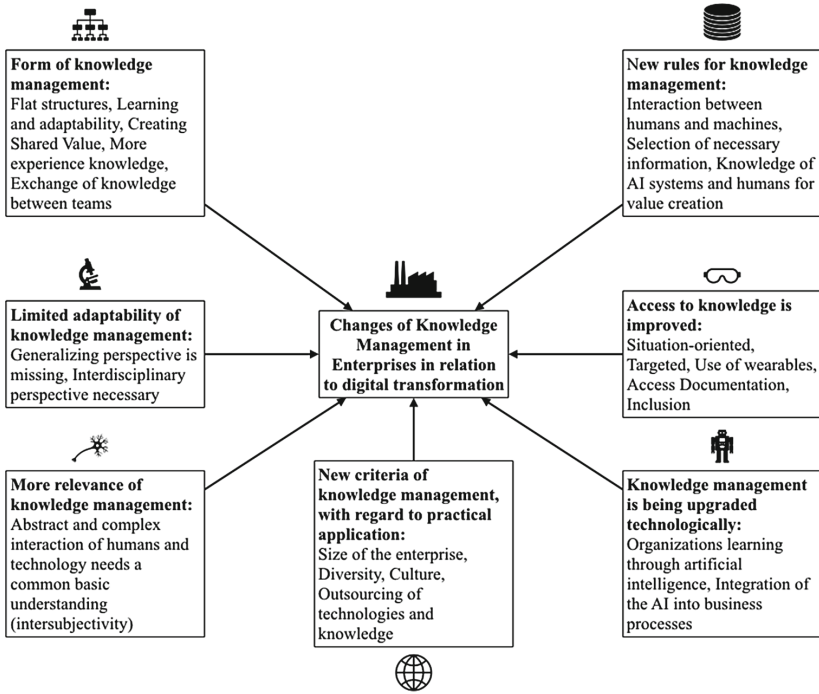 Form of knowledge
management:
Flat structures, Learning
and adaptability, Creating
Shared Value, More
experience knowledge,
Exchange of knowledge
between teams
New rules for knowledge
management:
Interaction between
humans and machines,
Selection of necessary
information, Knowledge of
AI systems and humans for
value creation
Limited adaptability of
knowledge management:
Generalizing perspective is
missing, Interdisciplinary
perspective necessary
Changes of Knowledge
Management in
Enterprises in relation
to digital transformation
Access to knowledge is
improved:
Situation-oriented,
Targeted, Use of wearables,
Access Documentation,
Inclusion
More relevance of
knowledge management:
Abstract and complex
interaction of humans and
technology needs a
common basic
understanding
(intersubjectivity)
New criteria of
knowledge management,
with regard to practical
application:
Size of the enterprise,
Diversity, Culture,
Outsourcing of
technologies and
knowledge
Knowledge management
is being upgraded
technologically:
Organizations learning
through artificial
intelligence, Integration of
the AI into business
processes